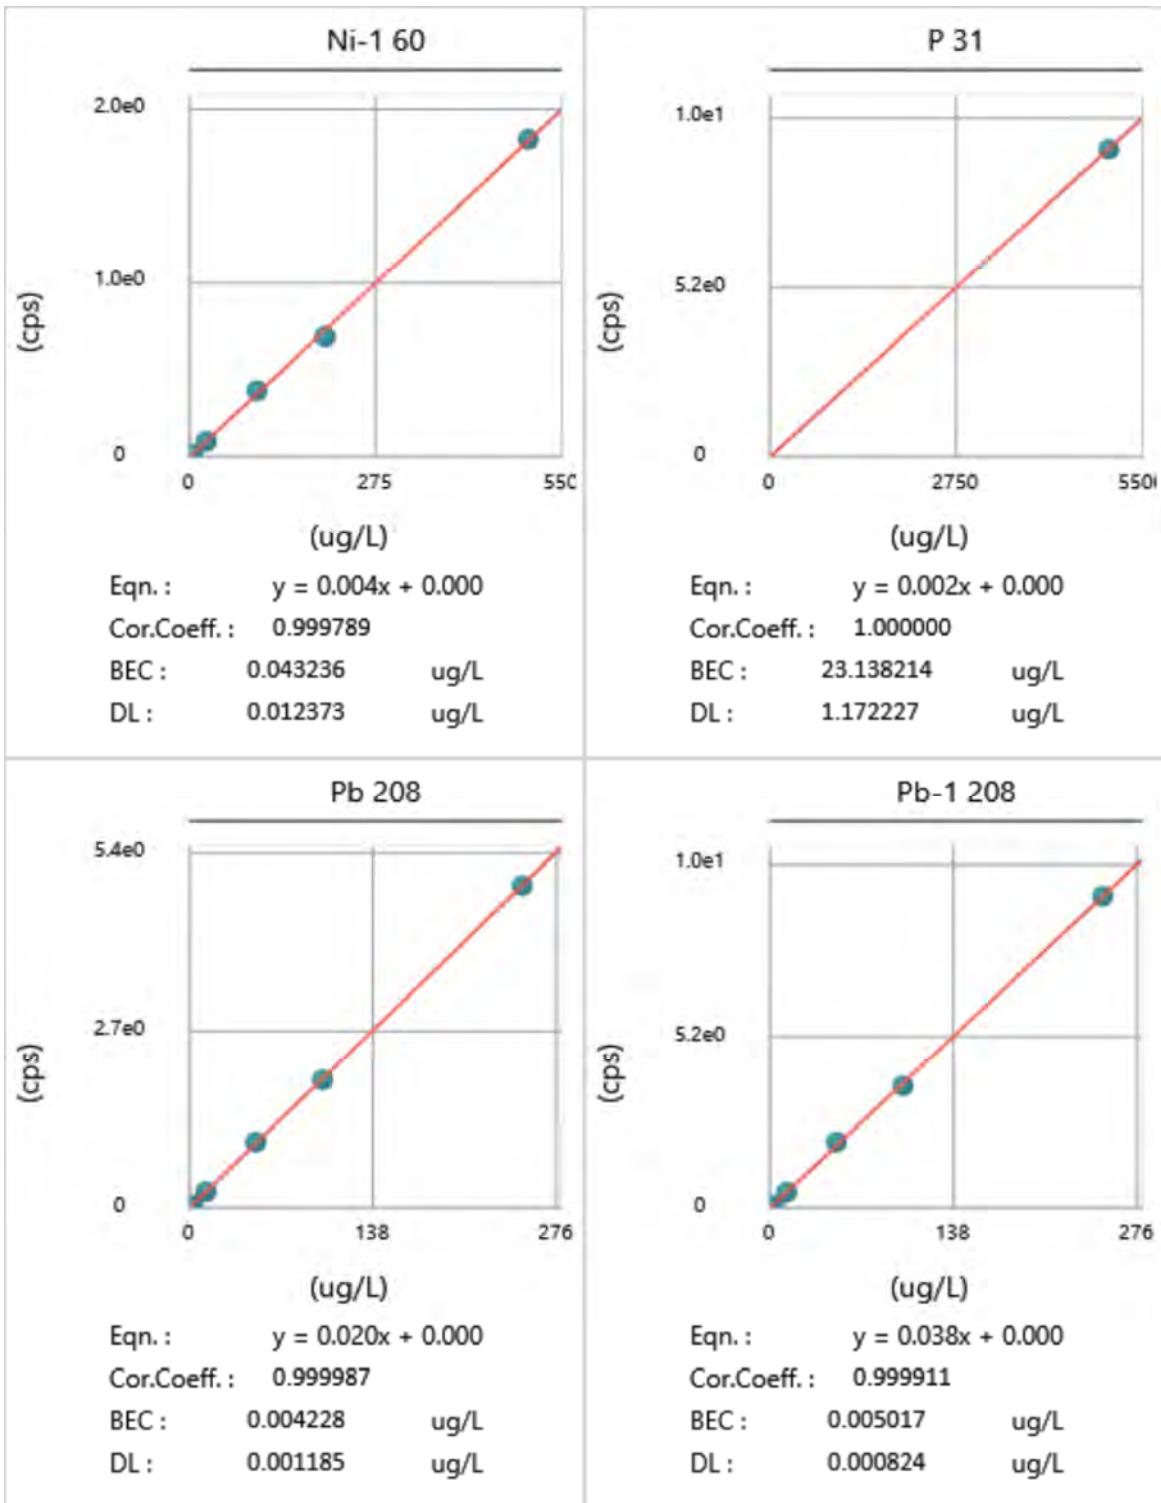 Ni-1 60
2.0e0
1.0e0
0
(cps)
0 275 550
(ug/L)
Eqn. : y = 0.004x + 0.000
Cor.Coeff. : 0.999789
BEC : 0.043236 ug/L
DL : 0.012373 ug/L
P 31
1.0e1
5.2e0
0
(cps)
0 2750 550
(ug/L)
Eqn. : y = 0.002x + 0.000
Cor.Coeff. : 1.000000
BEC : 23.138214 ug/L
DL : 1.172227 ug/L
Pb 208
5.4e0
2.7e0
0
(cps)
0 138 276
(ug/L)
Eqn. : y = 0.020x + 0.000
Cor.Coeff. : 0.999987
BEC : 0.004228 ug/L
DL : 0.001185 ug/L
Pb-1 208
1.0e1
5.2e0
0
(cps)
0 138 276
(ug/L)
Eqn. : y = 0.038x + 0.000
Cor.Coeff. : 0.999911
BEC : 0.005017 ug/L
DL : 0.000824 ug/L